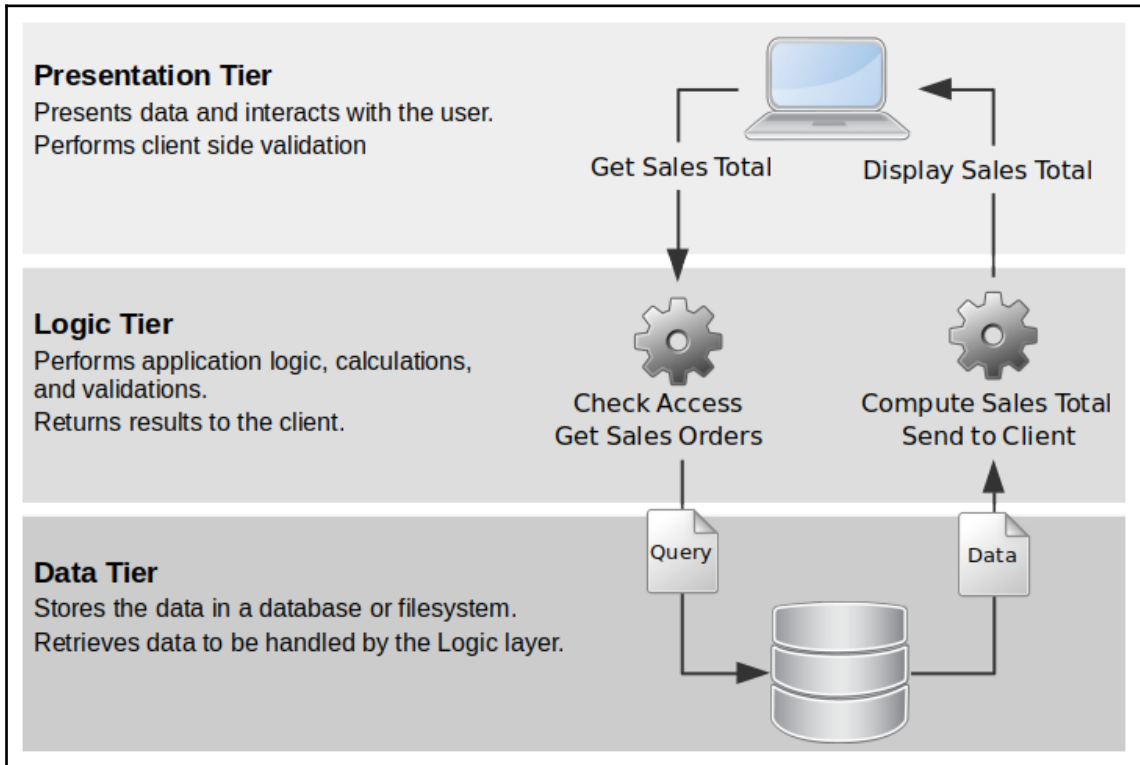 Presentation Tier
Presents data and interacts with the user.
Performs client side validation
Get Sales Total
Display Sales Total
Logic Tier
Performs application logic, calculations,
and validations.
Returns results to the client.
Check Access
Get Sales Orders
Compute Sales Total
Send to Client
Data Tier
Stores the data in a database or filesystem.
Retrieves data to be handled by the Logic layer.
Query
Data